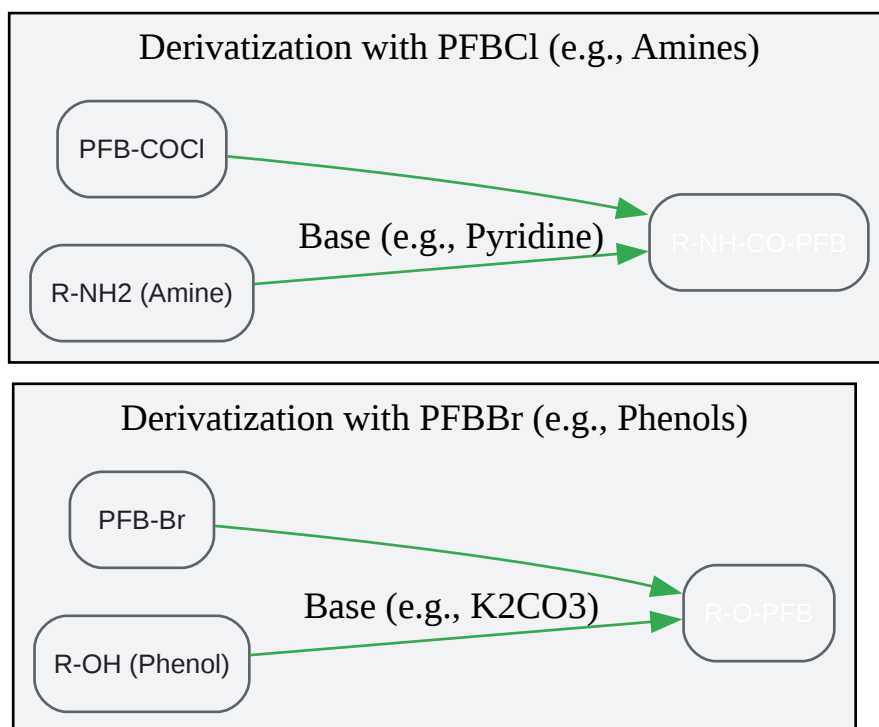 Derivatization with PFBCl (e.g., Amines)
PFB-COCl
Base (e.g., Pyridine)
R-NH-CO-PFB
R-NH2 (Amine)
Derivatization with PFBBr (e.g., Phenols)
PFB-Br
Base (e.g., K2CO3)
R-O-PFB
R-OH (Phenol)